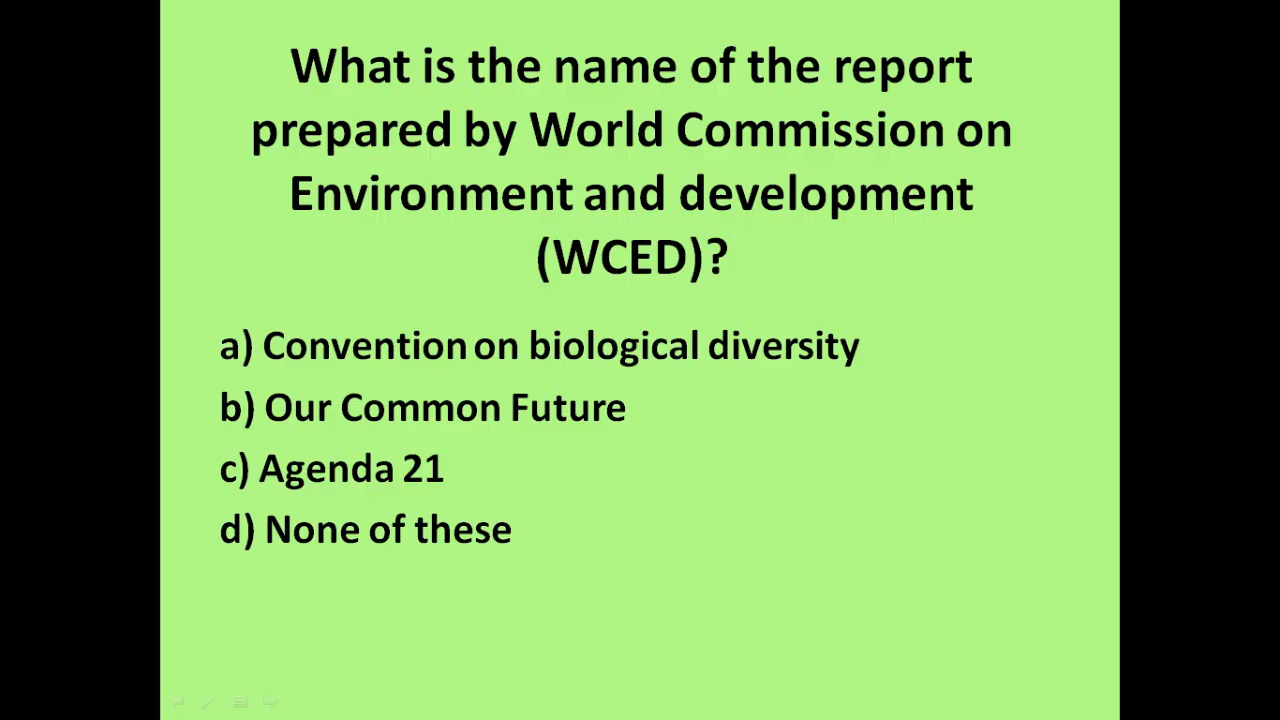 What is the name of the report
prepared by World Commission on
Environment and development
(WCED)?
a) Convention on biological diversity
b) Our Common Future
c) Agenda 21
d) None of these